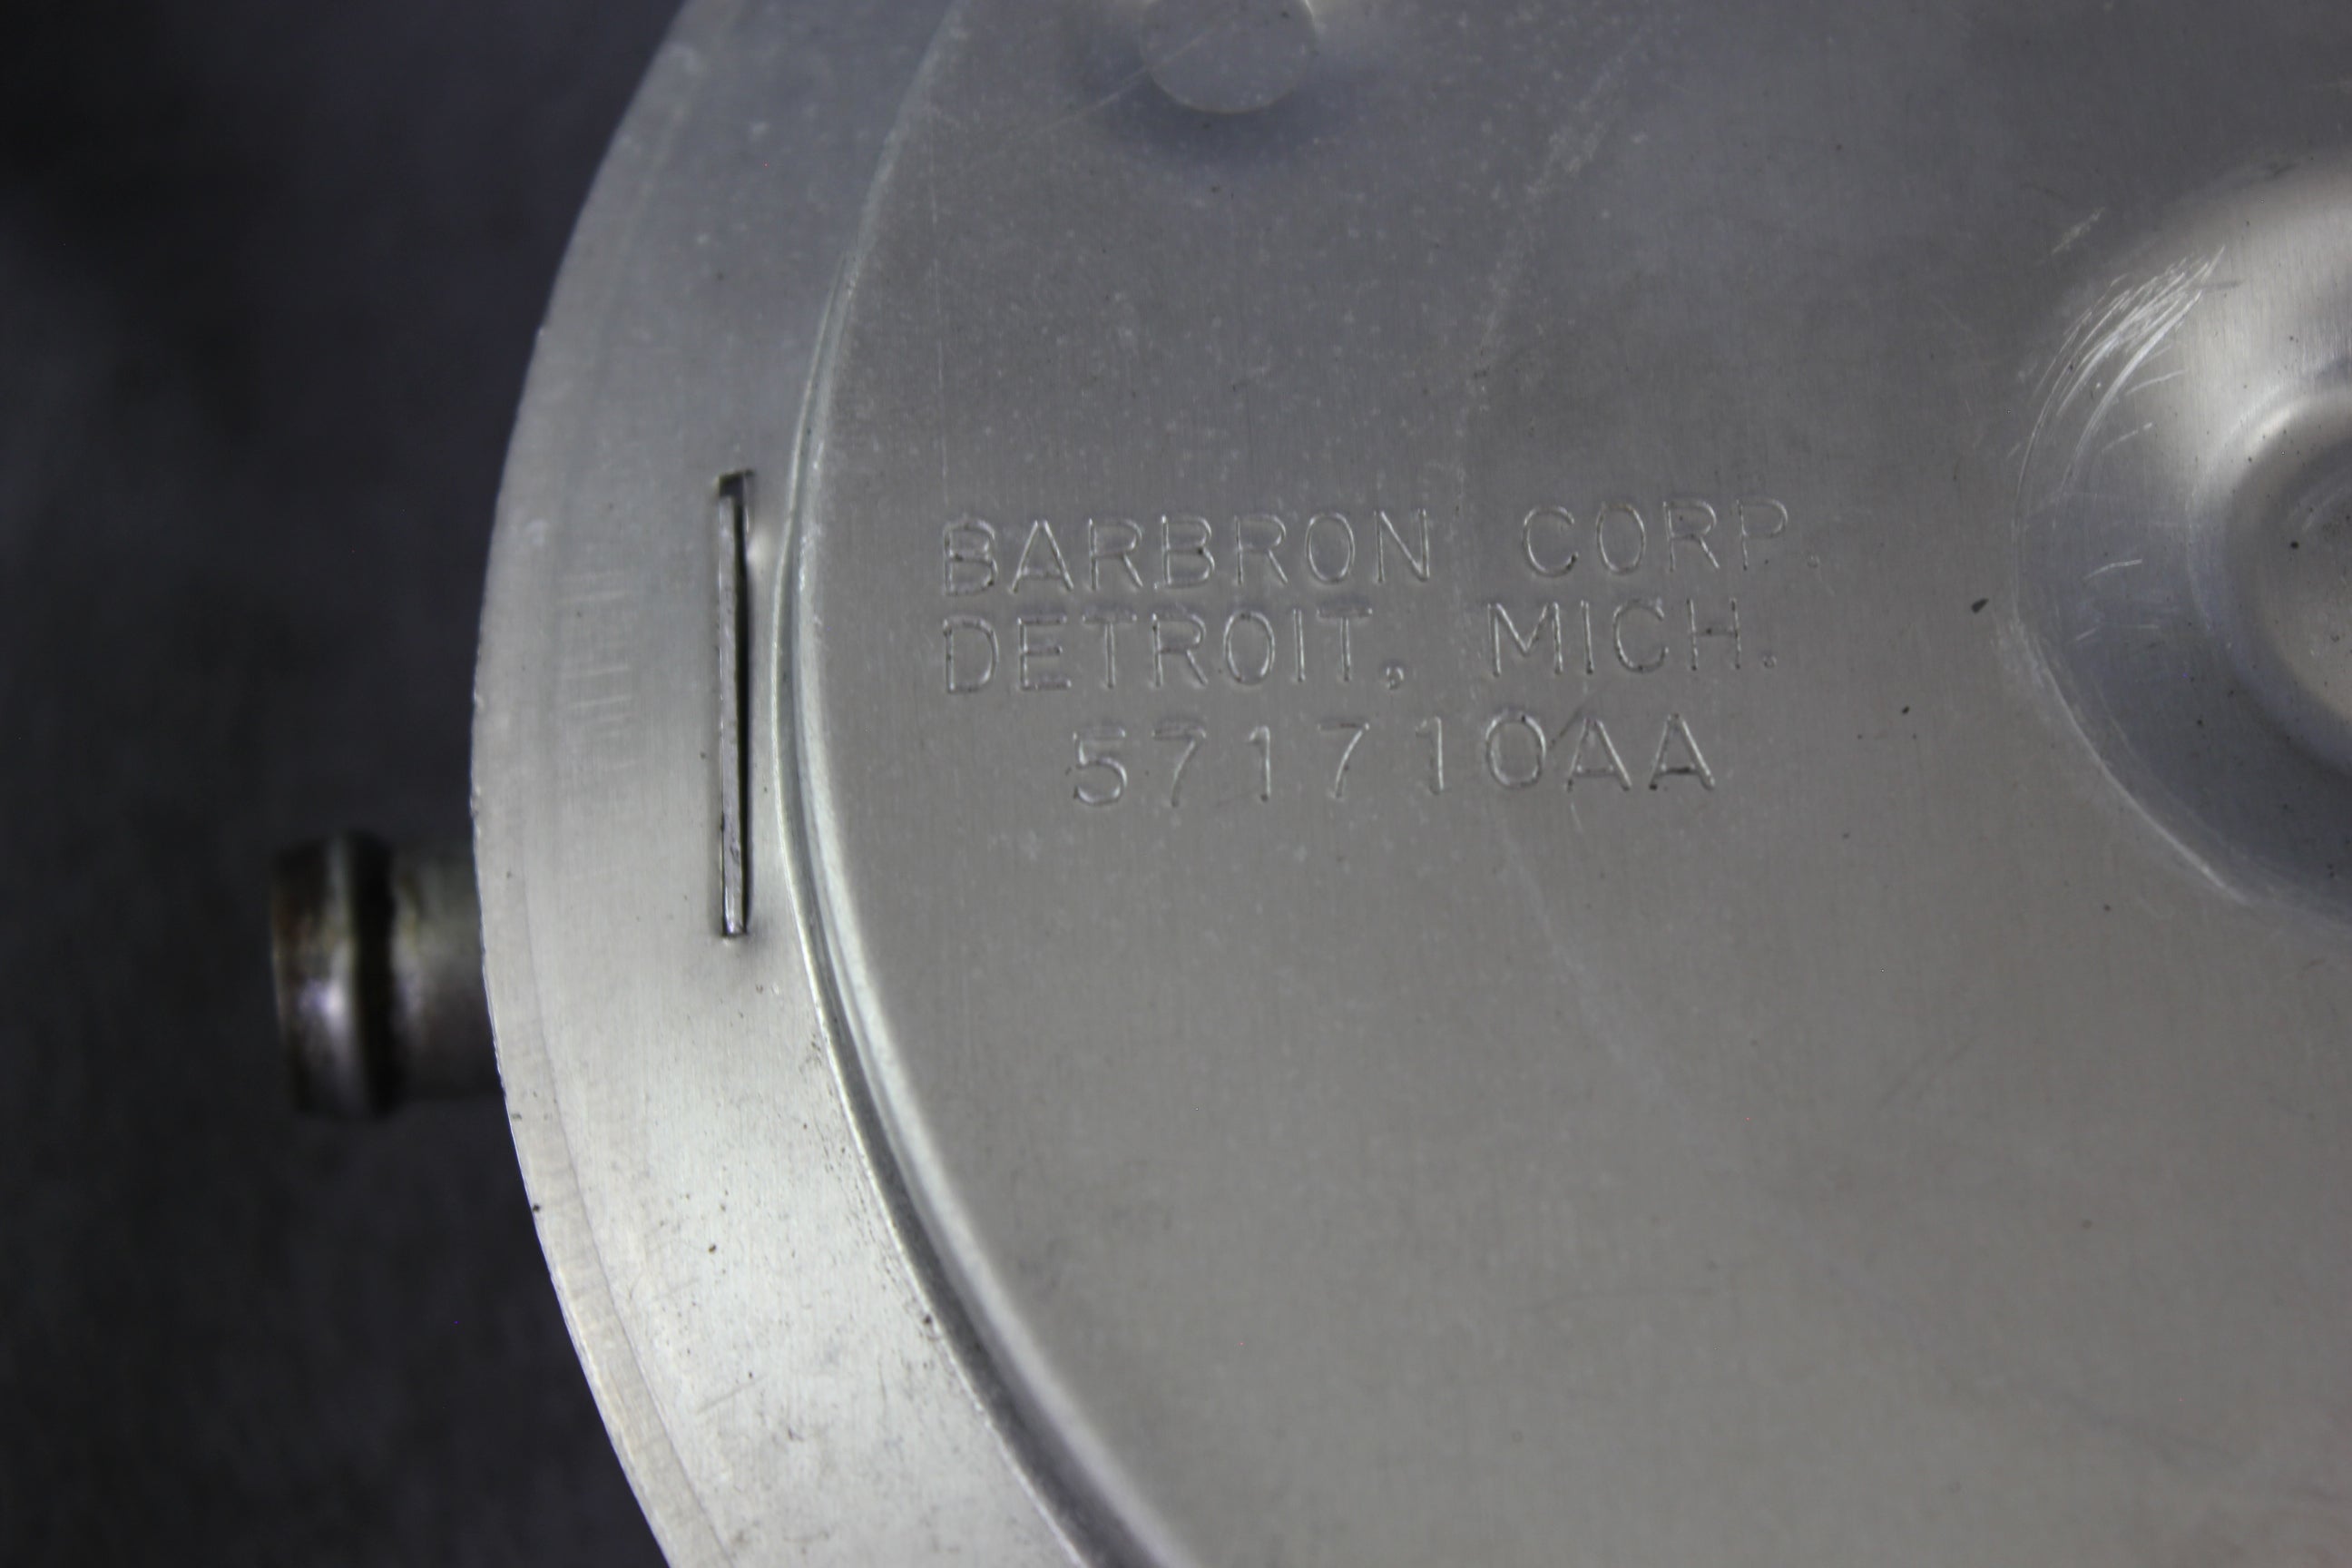 BARBRON CORP.
DETROIT, MICH.
571710AA